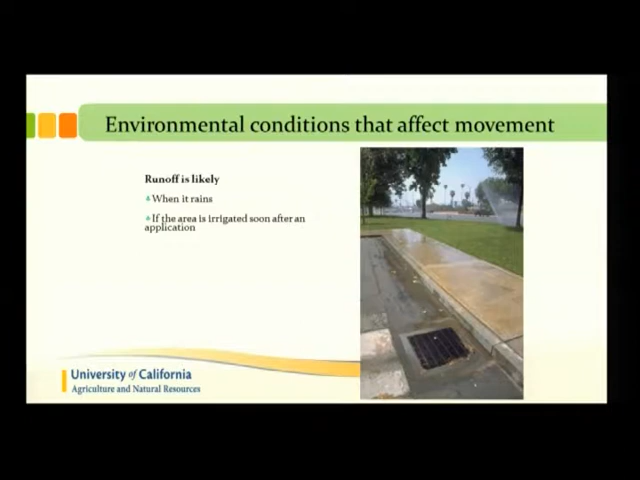 Environmental conditions that affect movement
Runoff is likely
When it rains
If the area is irrigated soon after an
application
University of California
Agriculture and Natural Resources